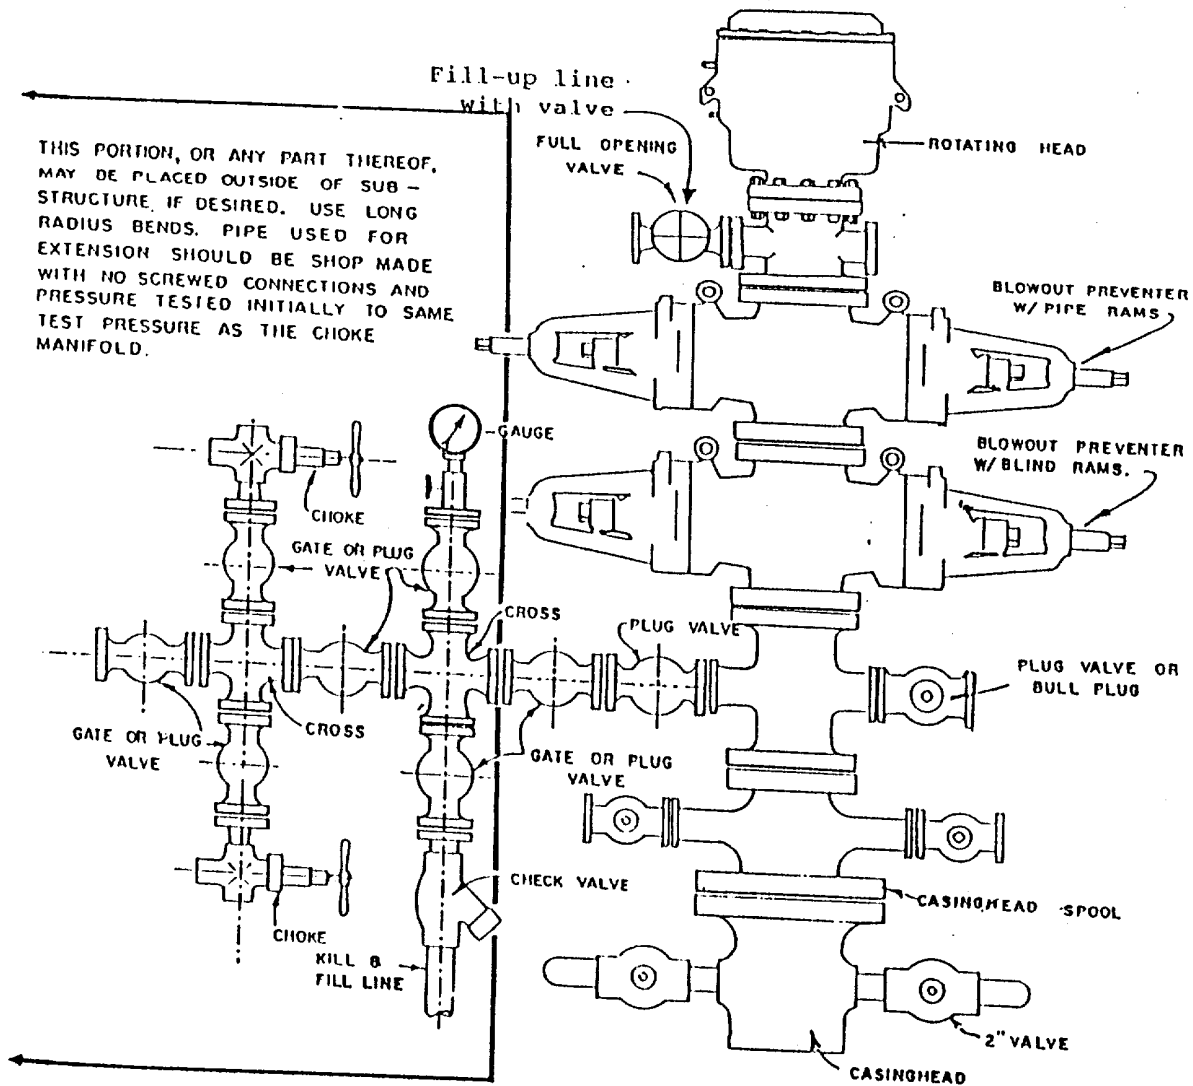 Fill-up line
with valve
FULL OPENING
VALVE
ROTATING HEAD
THIS PORTION, OR ANY PART THEREOF,
MAY BE PLACED OUTSIDE OF SUB-
STRUCTURE, IF DESIRED. USE LONG
RADIUS BENDS. PIPE USED FOR
EXTENSION SHOULD BE SHOP MADE
WITH NO SCREWED CONNECTIONS AND
PRESSURE TESTED INITIALLY TO SAME
TEST PRESSURE AS THE CHOKE
MANIFOLD.
BLOWOUT PREVENTER
W/ PIPE RAMS
GAUGE
BLOWOUT PREVENTER
W/ BLIND RAMS.
CHOKE
GATE OR PLUG
VALVE
CROSS
PLUG VALVE
PLUG VALVE OR
BULL PLUG
CROSS
GATE OR PLUG
VALVE
GATE OR PLUG
VALVE
CHECK VALVE
CASINGHEAD SPOOL
CHOKE
KILL &
FILL LINE
2" VALVE
CASINGHEAD